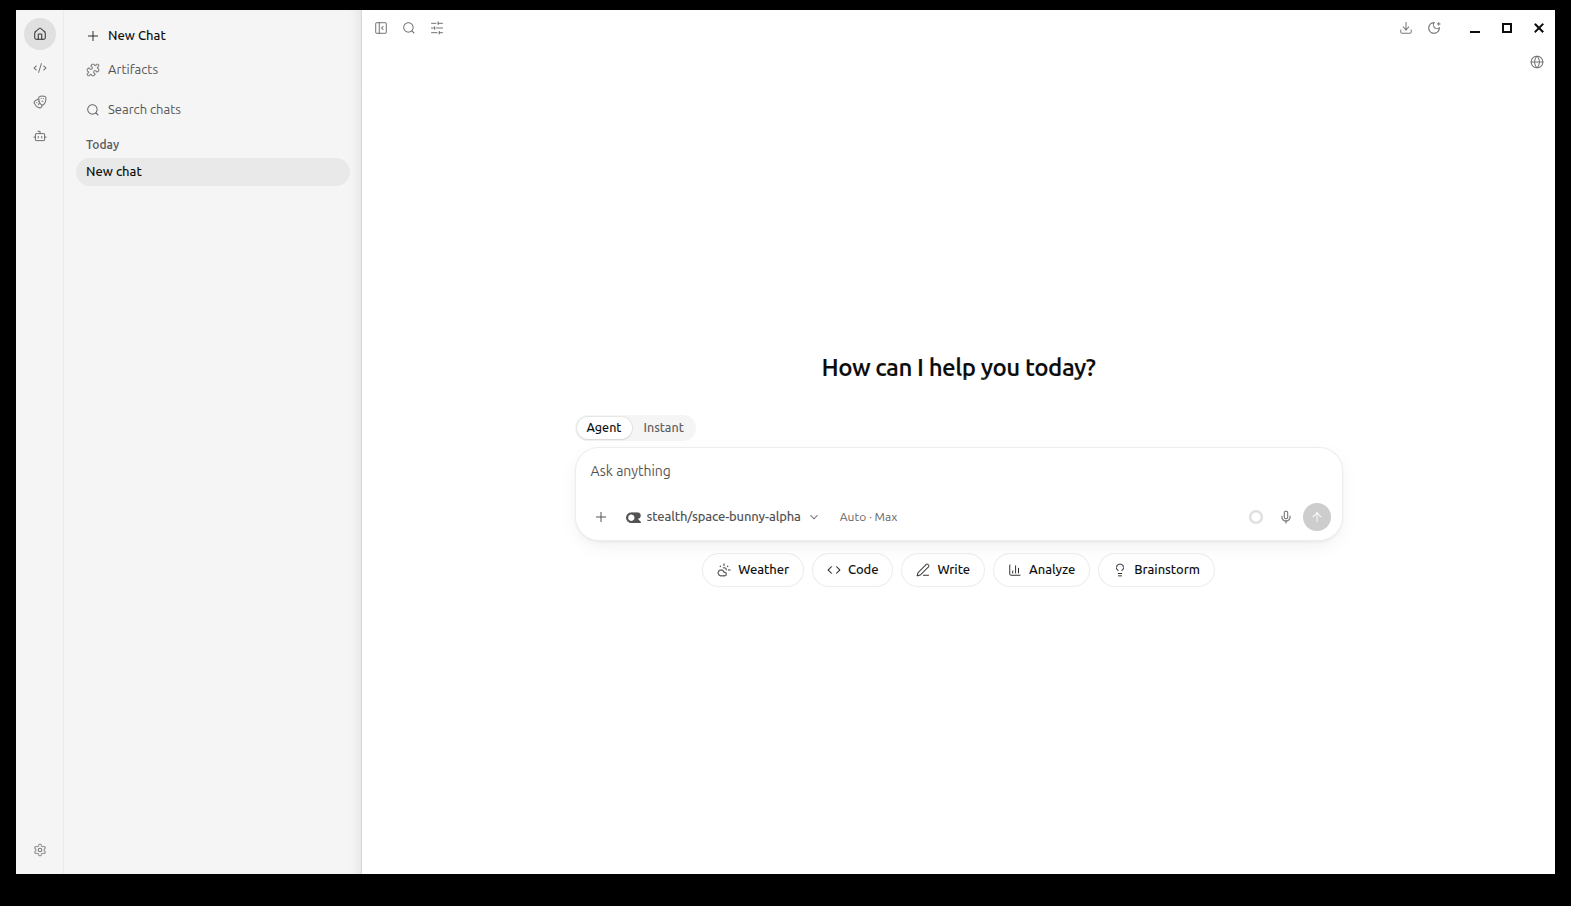 New Chat
Artifacts
Search chats
Today
New chat
How can I help you today?
Agent Instant
Ask anything
stealth/space-bunny-alpha Auto · Max
Weather Code Write Analyze Brainstorm